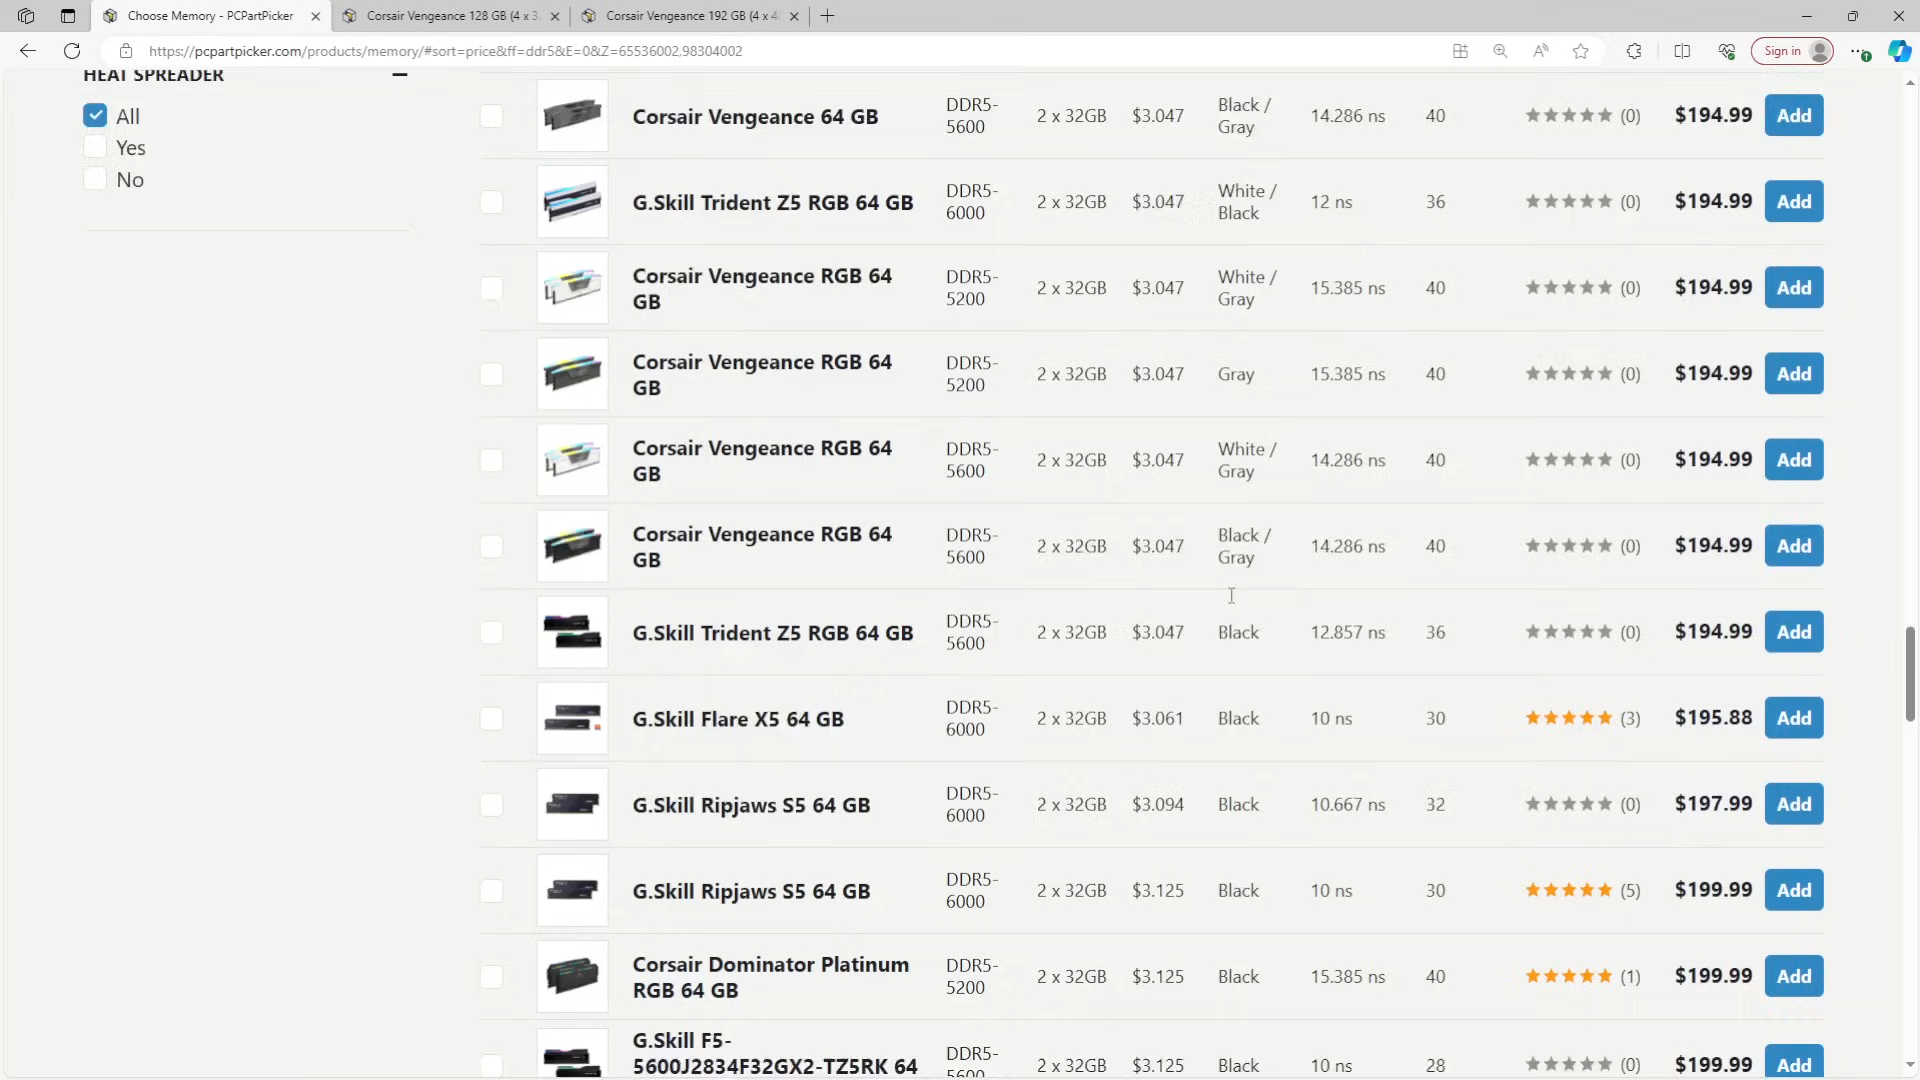 Choose Memory - PCPartPicker
Corsair Vengeance 128 GB (4 x 3
Corsair Vengeance 192 GB (4 x 4
https://pcpartpicker.com/products/memory/#sort=price&ff=ddr5&E=0&Z=65536002,98304002
Sign in
HEAT SPREADER
All
Yes
No
Corsair Vengeance 64 GB DDR5-5600 2 x 32GB $3.047 Black / Gray 14.286 ns 40 (0) $194.99 Add
G.Skill Trident Z5 RGB 64 GB DDR5-6000 2 x 32GB $3.047 White / Black 12 ns 36 (0) $194.99 Add
Corsair Vengeance RGB 64 GB DDR5-5200 2 x 32GB $3.047 White / Gray 15.385 ns 40 (0) $194.99 Add
Corsair Vengeance RGB 64 GB DDR5-5200 2 x 32GB $3.047 Gray 15.385 ns 40 (0) $194.99 Add
Corsair Vengeance RGB 64 GB DDR5-5600 2 x 32GB $3.047 White / Gray 14.286 ns 40 (0) $194.99 Add
Corsair Vengeance RGB 64 GB DDR5-5600 2 x 32GB $3.047 Black / Gray 14.286 ns 40 (0) $194.99 Add
G.Skill Trident Z5 RGB 64 GB DDR5-5600 2 x 32GB $3.047 Black 12.857 ns 36 (0) $194.99 Add
G.Skill Flare X5 64 GB DDR5-6000 2 x 32GB $3.061 Black 10 ns 30 (3) $195.88 Add
G.Skill Ripjaws S5 64 GB DDR5-6000 2 x 32GB $3.094 Black 10.667 ns 32 (0) $197.99 Add
G.Skill Ripjaws S5 64 GB DDR5-6000 2 x 32GB $3.125 Black 10 ns 30 (5) $199.99 Add
Corsair Dominator Platinum RGB 64 GB DDR5-5200 2 x 32GB $3.125 Black 15.385 ns 40 (1) $199.99 Add
G.Skill F5-5600J2834F32GX2-TZ5RK 64 DDR5-5600 2 x 32GB $3.125 Black 10 ns 28 (0) $199.99 Add